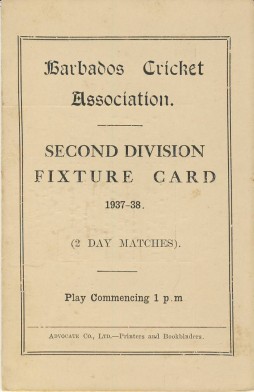 Barbados Cricket
Association.
SECOND DIVISION
FIXTURE CARD
1937-38.
(2 DAY MATCHES).
Play Commencing 1 p.m
ADVOCATE CO., LTD.—Printers and Bookbinders.